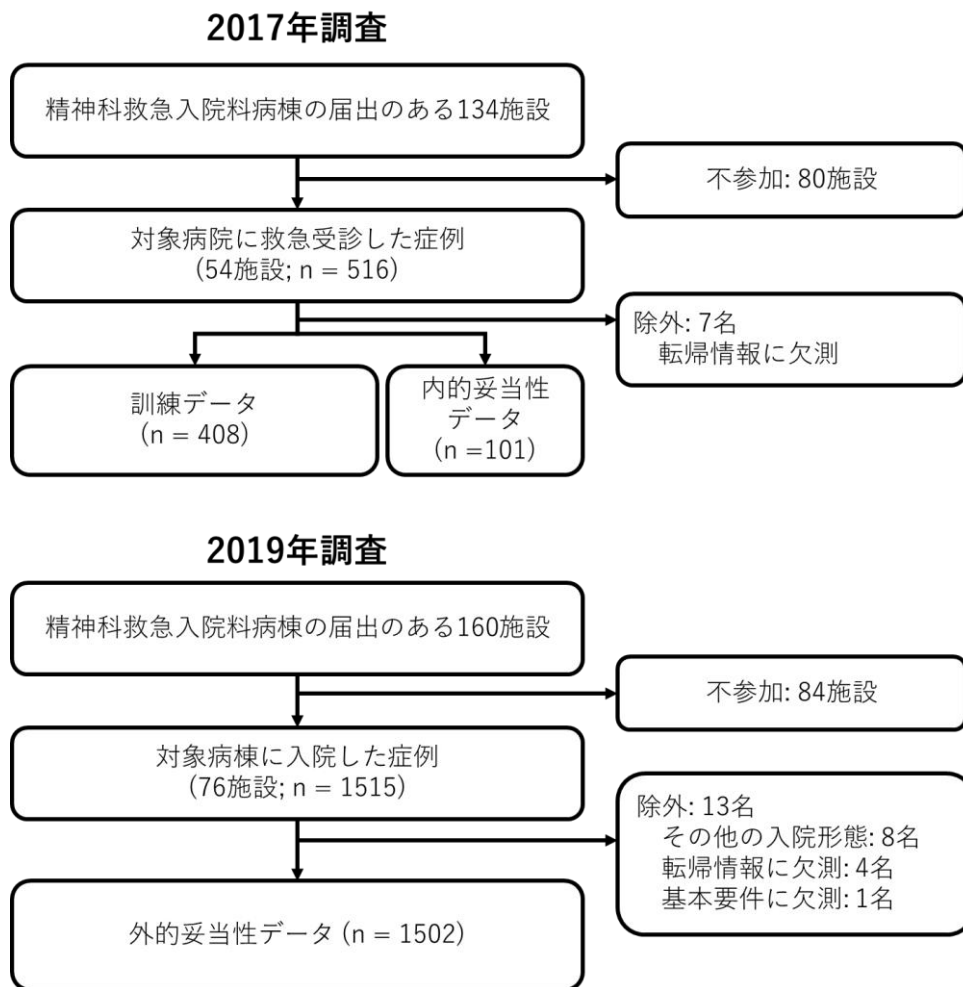 2017年調査
精神科救急入院料病棟の届出のある134施設
不参加: 80施設
対象病院に救急受診した症例
(54施設; n = 516)
除外: 7名
転帰情報に欠測
訓練データ
(n = 408)
内的妥当性
データ
(n =101)
2019年調査
精神科救急入院料病棟の届出のある160施設
不参加: 84施設
対象病棟に入院した症例
(76施設; n = 1515)
除外: 13名
その他の入院形態: 8名
転帰情報に欠測: 4名
基本要件に欠測: 1名
外的妥当性データ (n = 1502)